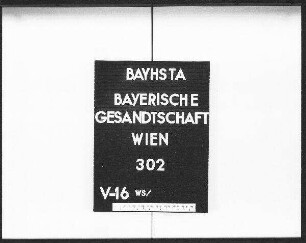 BAYHSTA
BAYERISCHE
GESANDTSCHAFT
WIEN
302
V-16 WS/